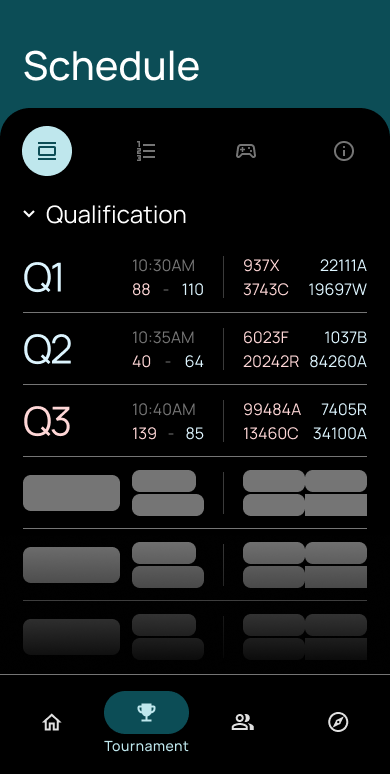 Schedule
Qualification
Q1 10:30AM 937X 22111A
88 - 110 3743C 19697W
Q2 10:35AM 6023F 1037B
40 - 64 20242R 84260A
Q3 10:40AM 99484A 7405R
139 - 85 13460C 34100A
Tournament